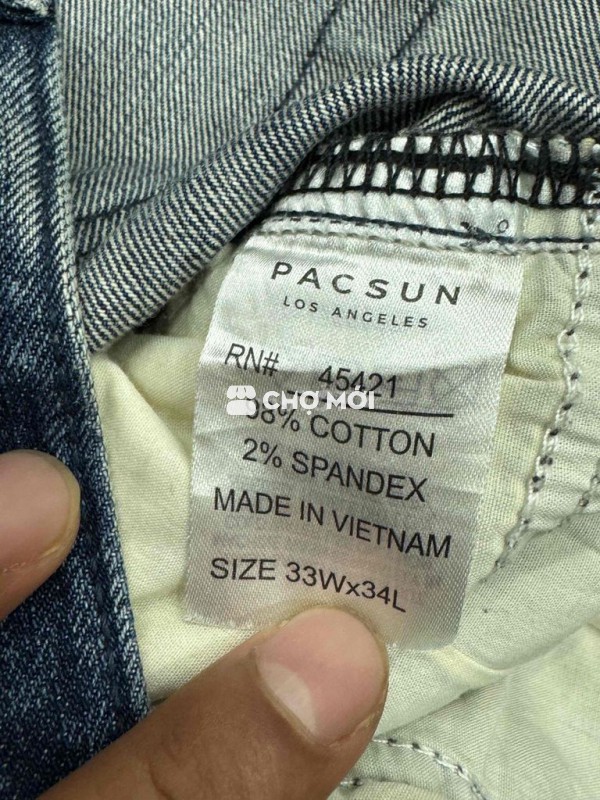 PACSUN
LOS ANGELES
RN# 45421
CHỢ MỚI
98% COTTON
2% SPANDEX
MADE IN VIETNAM
SIZE 33Wx34L